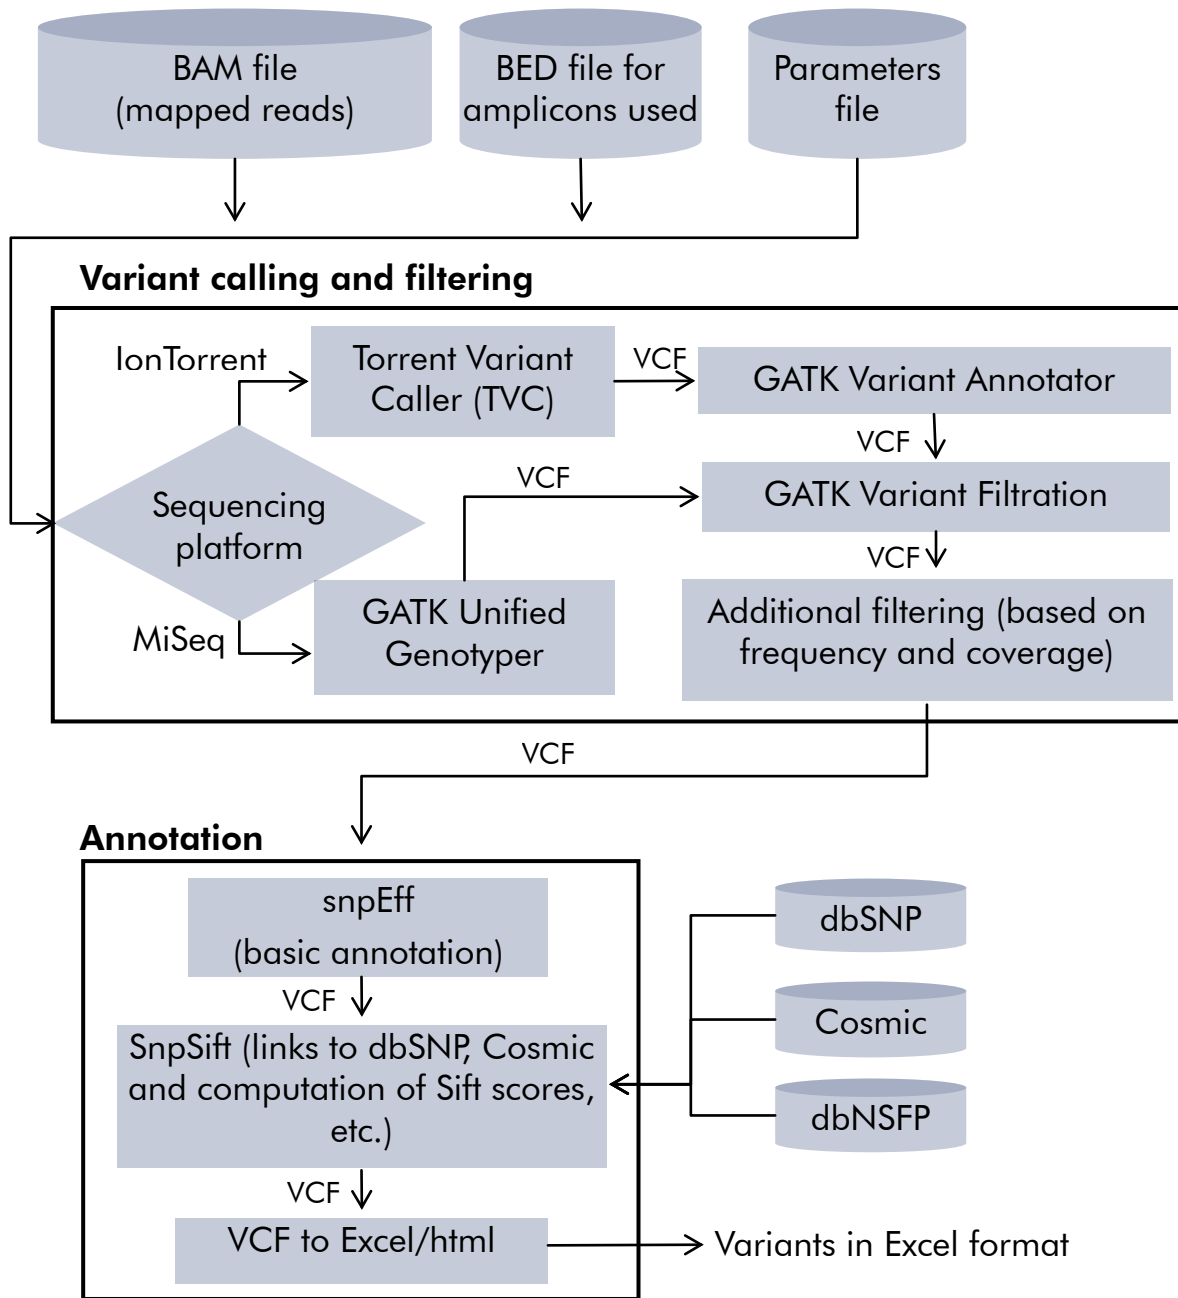 BAM file
(mapped reads)
BED file for
amplicons used
Parameters
file
Variant calling and filtering
IonTorrent
Torrent Variant
Caller (TVC)
VCF
GATK Variant Annotator
VCF
VCF
GATK Variant Filtration
Sequencing
platform
VCF
MiSeq
GATK Unified
Genotyper
Additional filtering (based on
frequency and coverage)
VCF
Annotation
snpEff
(basic annotation)
dbSNP
VCF
Cosmic
SnpSift (links to dbSNP, Cosmic
and computation of Sift scores,
etc.)
dbNSFP
VCF
VCF to Excel/html
Variants in Excel format